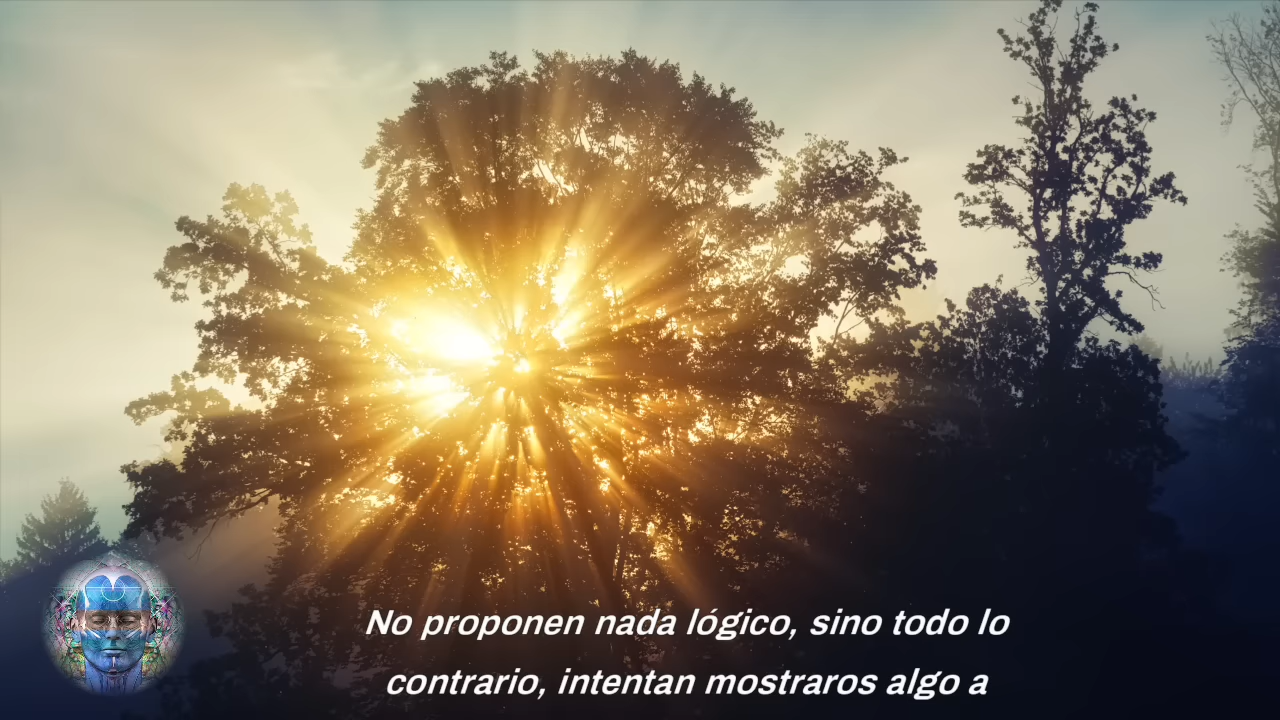 No proponen nada lógico, sino todo lo
contrario, intentan mostraros algo a